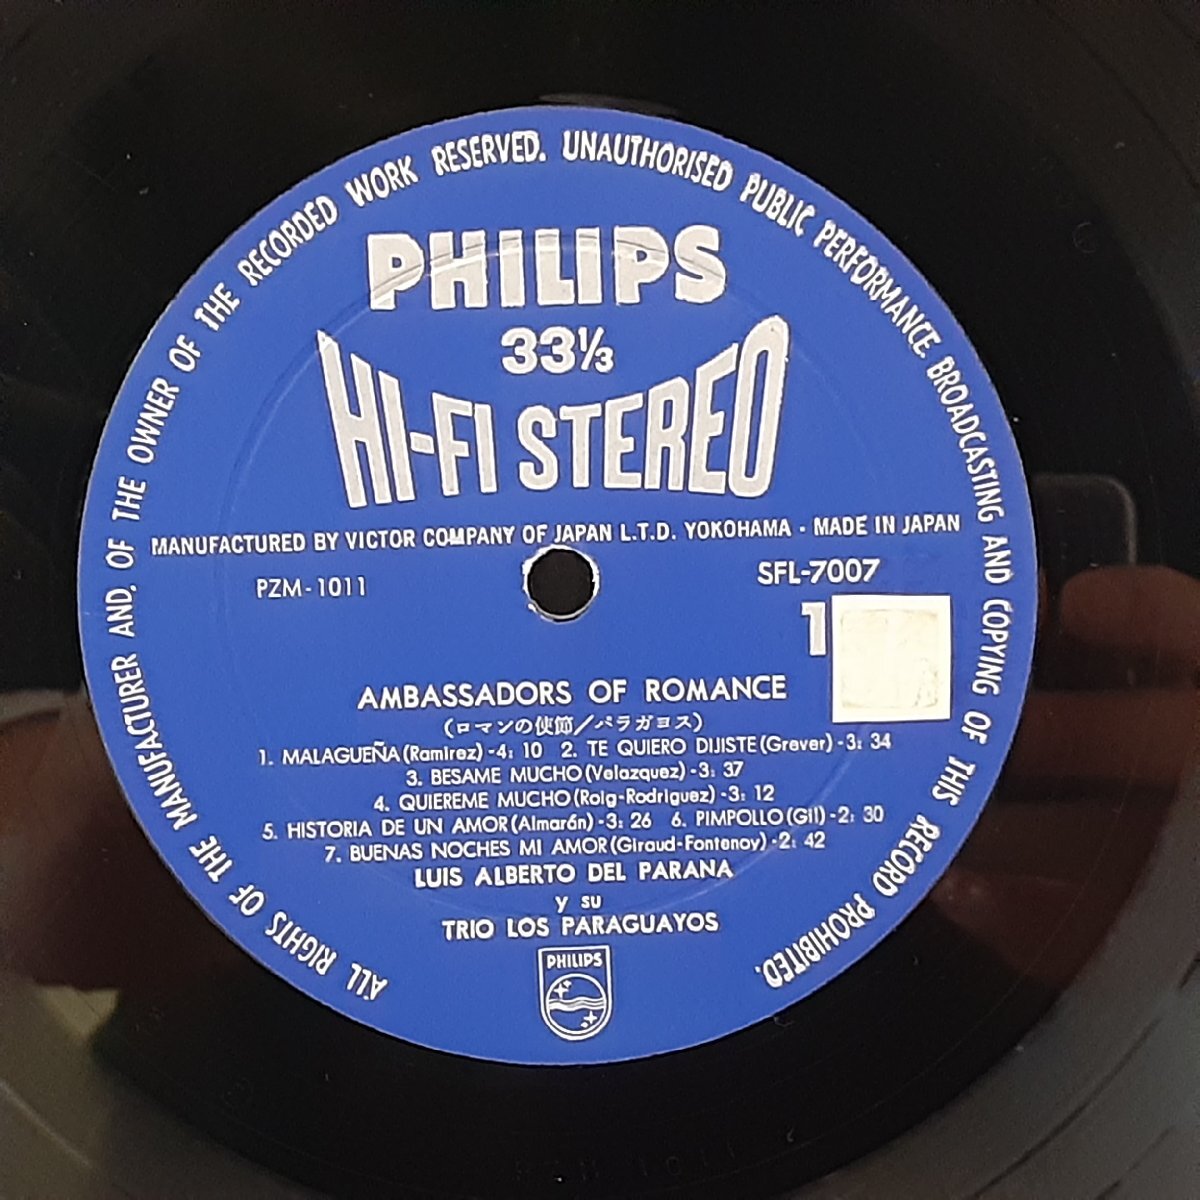 ALL RIGHTS OF THE MANUFACTURER AND, OF THE OWNER OF THE RECORDED WORK RESERVED. UNAUTHORISED PUBLIC PERFORMANCE. BROADCASTING AND COPYING OF THIS RECORD PROHIBITED.
PHILIPS
33⅓
HI-FI STEREO
MANUFACTURED BY VICTOR COMPANY OF JAPAN L.T.D. YOKOHAMA · MADE IN JAPAN
PZM-1011 SFL-7007
1
AMBASSADORS OF ROMANCE
(ロマンの使節/パラガヨス)
1. MALAGUEÑA(Ramirez)-4: 10 2. TE QUIERO DIJISTE(Grever)-3: 34
3. BESAME MUCHO(Velazquez)-3: 37
4. QUIEREME MUCHO(Roig-Rodriguez)-3: 12
5. HISTORIA DE UN AMOR(Almarán)-3: 26 6. PIMPOLLO(Gil)-2: 30
7. BUENAS NOCHES MI AMOR(Giraud-Fontenoy)-2: 42
LUIS ALBERTO DEL PARANA
y su
TRIO LOS PARAGUAYOS
PHILIPS